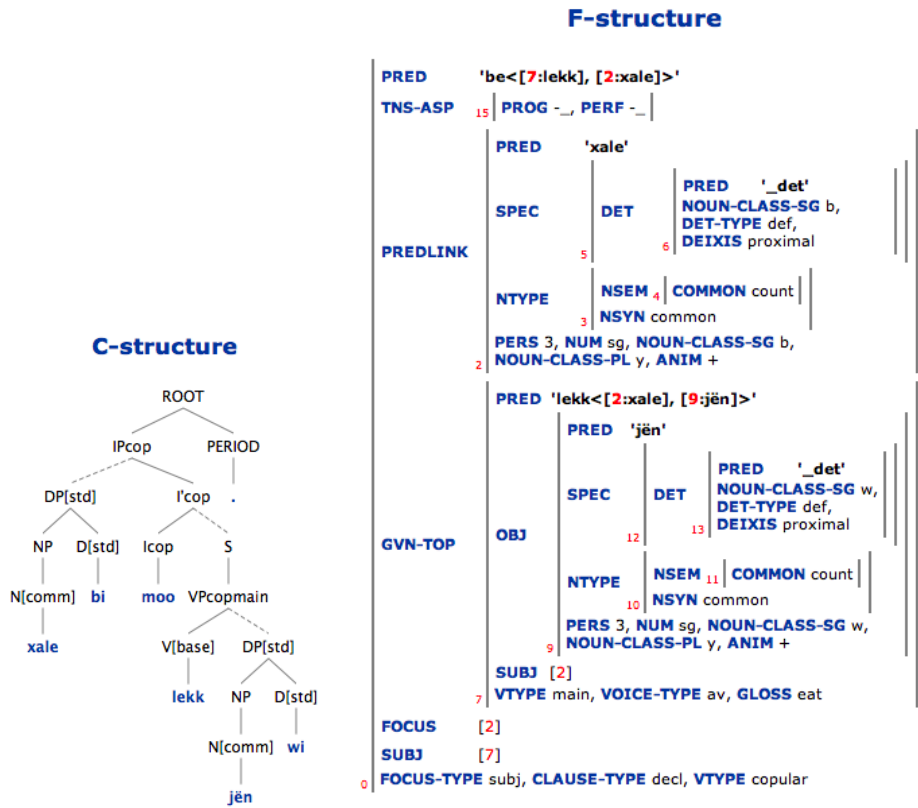 F-structure
PRED 'be<[7:lekk], [2:xale]>'
TNS-ASP 15 PROG -_, PERF -_
PRED 'xale'
PRED '_det'
NOUN-CLASS-SG b,
SPEC DET DET-TYPE def,
5 6 DEIXIS proximal
PREDLINK
NTYPE NSEM 4 COMMON count
3 NSYN common
PERS 3, NUM sg, NOUN-CLASS-SG b,
2 NOUN-CLASS-PL y, ANIM +
PRED 'lekk<[2:xale], [9:jën]>'
PRED 'jën'
PRED '_det'
SPEC DET NOUN-CLASS-SG w,
DET-TYPE def,
12 13 DEIXIS proximal
OBJ
GVN-TOP
NTYPE NSEM 11 COMMON count
10 NSYN common
PERS 3, NUM sg, NOUN-CLASS-SG w,
9 NOUN-CLASS-PL y, ANIM +
SUBJ [2]
7 VTYPE main, VOICE-TYPE av, GLOSS eat
FOCUS [2]
SUBJ [7]
0 FOCUS-TYPE subj, CLAUSE-TYPE decl, VTYPE copular
C-structure
ROOT
IPcop PERIOD
DP[std] I'cop .
NP D[std] Icop S
N[comm] bi moo VPcopmain
xale V[base] DP[std]
lekk NP D[std]
N[comm] wi
jën